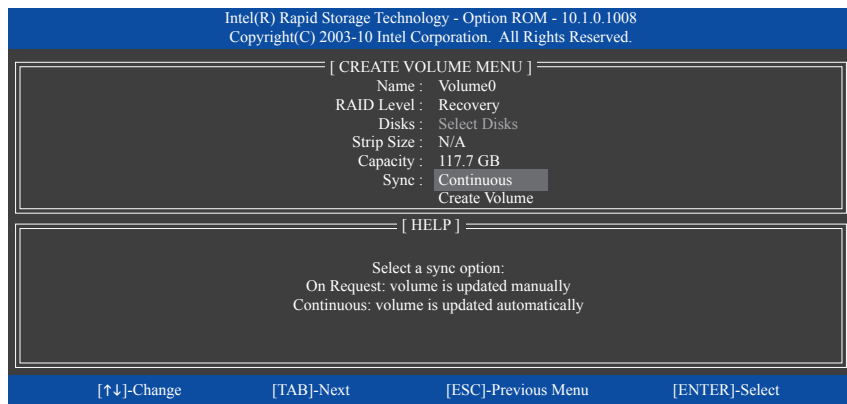 Intel(R) Rapid Storage Technology - Option ROM - 10.1.0.1008
Copyright(C) 2003-10 Intel Corporation. All Rights Reserved.
[ CREATE VOLUME MENU ]
Name : Volume0
RAID Level : Recovery
Disks : Select Disks
Strip Size : N/A
Capacity : 117.7 GB
Sync : Continuous
Create Volume
[ HELP ]
Select a sync option:
On Request: volume is updated manually
Continuous: volume is updated automatically
[↑↓]-Change [TAB]-Next [ESC]-Previous Menu [ENTER]-Select